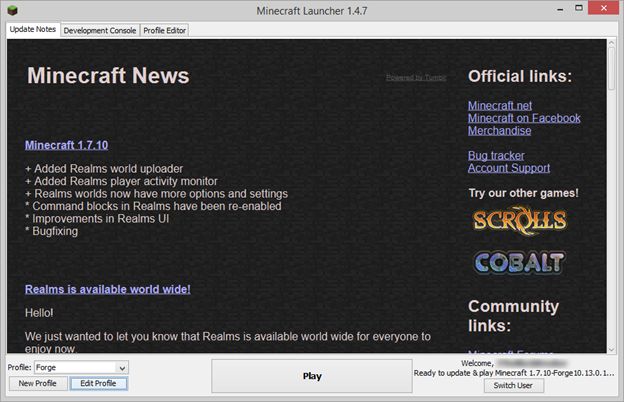 Minecraft Launcher 1.4.7
Update Notes Development Console Profile Editor
Minecraft News
Powered by Tumblr
Minecraft 1.7.10
+ Added Realms world uploader
+ Added Realms player activity monitor
+ Realms worlds now have more options and settings
* Command blocks in Realms have been re-enabled
* Improvements in Realms UI
* Bugfixing
Realms is available world wide!
Hello!
We just wanted to let you know that Realms is available world wide for everyone to
enjoy now.
Official links:
Minecraft.net
Minecraft on Facebook
Merchandise
Bug tracker
Account Support
Try our other games!
SCROLLS
COBALT
Community
links:
Minecraft Forums
Profile: Forge
New Profile Edit Profile
Play
Welcome,
Ready to update & play Minecraft 1.7.10-Forge10.13.0.1...
Switch User